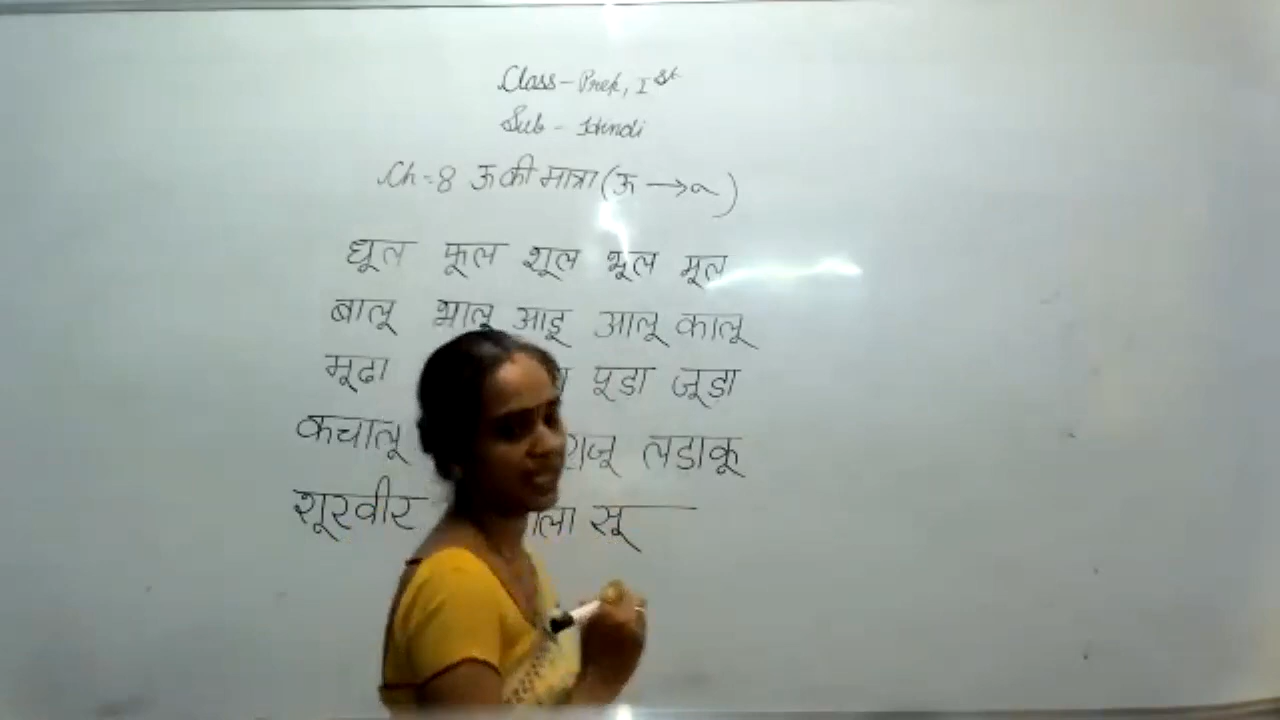 Class - Prep, Ist
Sub - Hindi
Ch = 8 ऊ की मात्रा (ऊ → ू)
धूल फूल शूल भूल मूल
बालू भालू आडू आलू कालू
मूढा पूडा जूडा
कचालू राजू लडाकू
शूरवीर सू